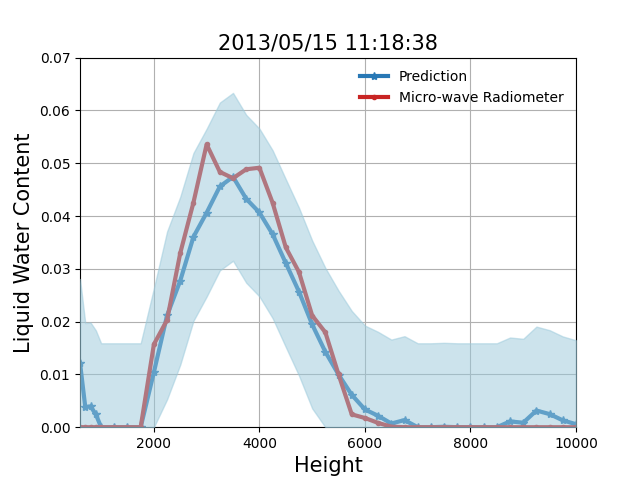 2013/05/15 11:18:38
0.07
0.06
0.05
0.04
0.03
0.02
0.01
0.00
Liquid Water Content
Prediction
Micro-wave Radiometer
2000 4000 6000 8000 10000
Height